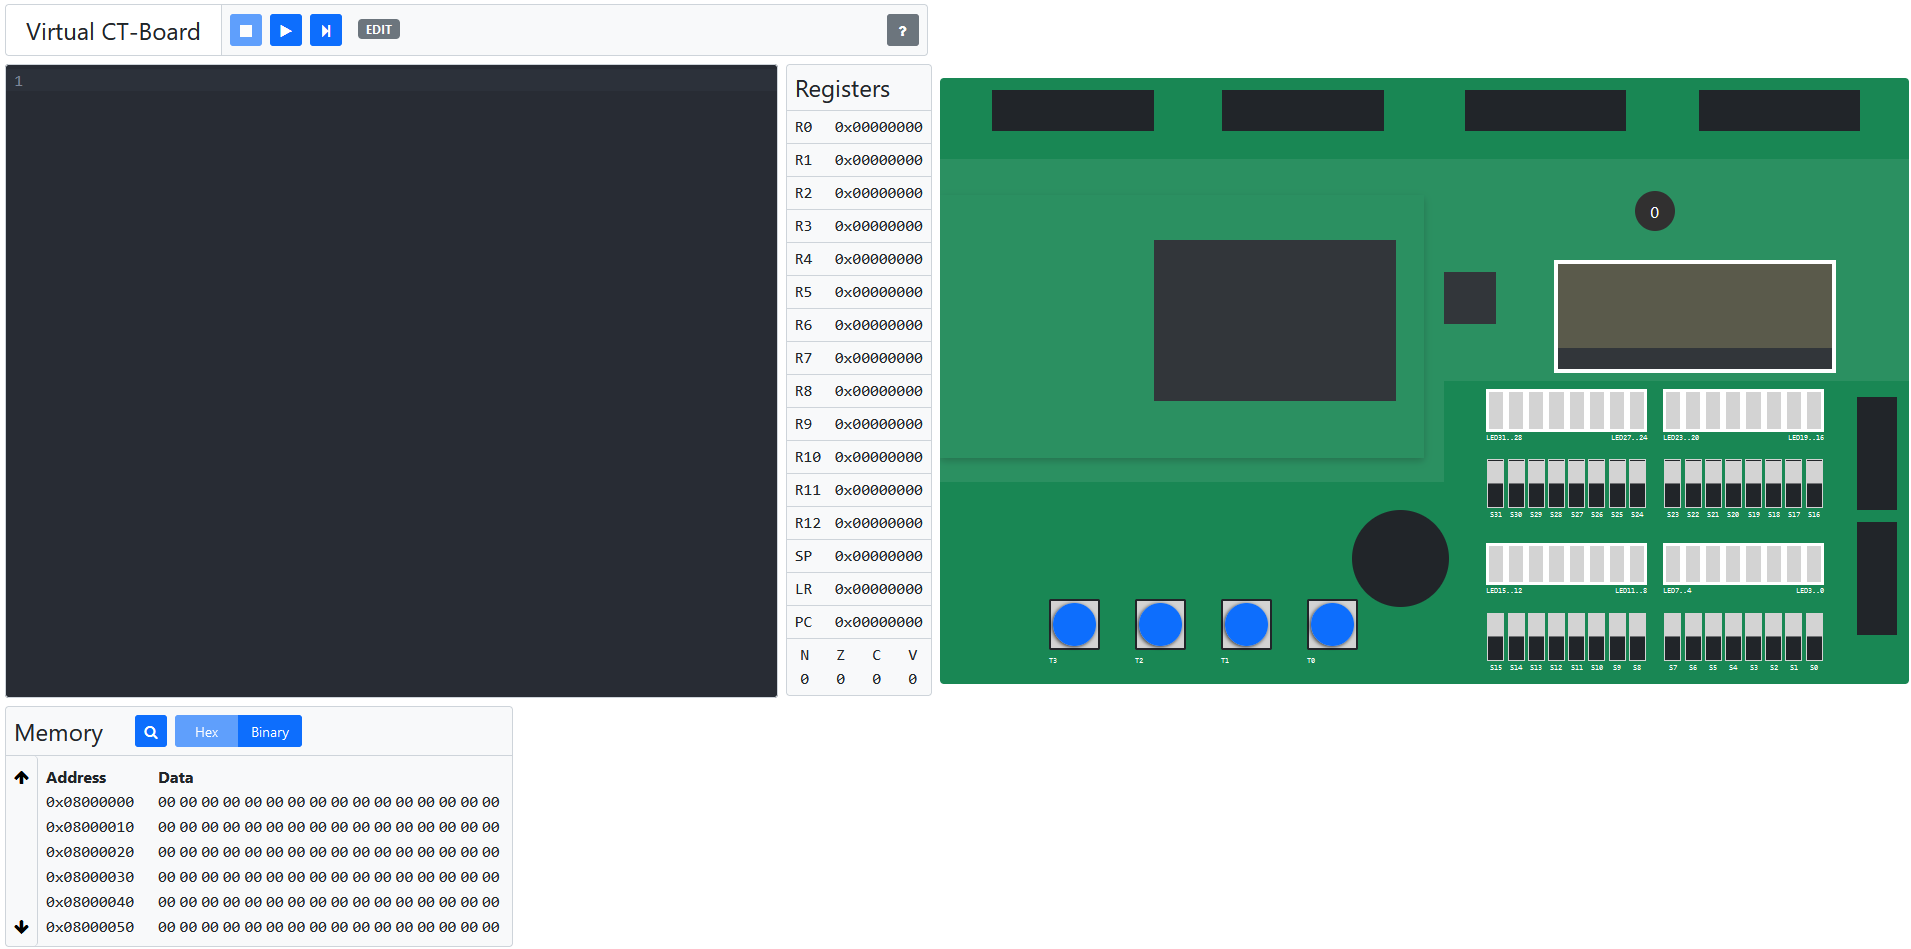 Virtual CT-Board
EDIT
?
1
Registers
R0 0x00000000
R1 0x00000000
R2 0x00000000
R3 0x00000000
R4 0x00000000
R5 0x00000000
R6 0x00000000
R7 0x00000000
R8 0x00000000
R9 0x00000000
R10 0x00000000
R11 0x00000000
R12 0x00000000
SP 0x00000000
LR 0x00000000
PC 0x00000000
N Z C V
0 0 0 0
0
LED31..28 LED27..24 LED23..20 LED19..16
S31 S30 S29 S28 S27 S26 S25 S24 S23 S22 S21 S20 S19 S18 S17 S16
LED15..12 LED11..8 LED7..4 LED3..0
S15 S14 S13 S12 S11 S10 S9 S8 S7 S6 S5 S4 S3 S2 S1 S0
T3 T2 T1 T0
Memory Hex Binary
Address Data
0x08000000 00 00 00 00 00 00 00 00 00 00 00 00 00 00 00 00
0x08000010 00 00 00 00 00 00 00 00 00 00 00 00 00 00 00 00
0x08000020 00 00 00 00 00 00 00 00 00 00 00 00 00 00 00 00
0x08000030 00 00 00 00 00 00 00 00 00 00 00 00 00 00 00 00
0x08000040 00 00 00 00 00 00 00 00 00 00 00 00 00 00 00 00
0x08000050 00 00 00 00 00 00 00 00 00 00 00 00 00 00 00 00